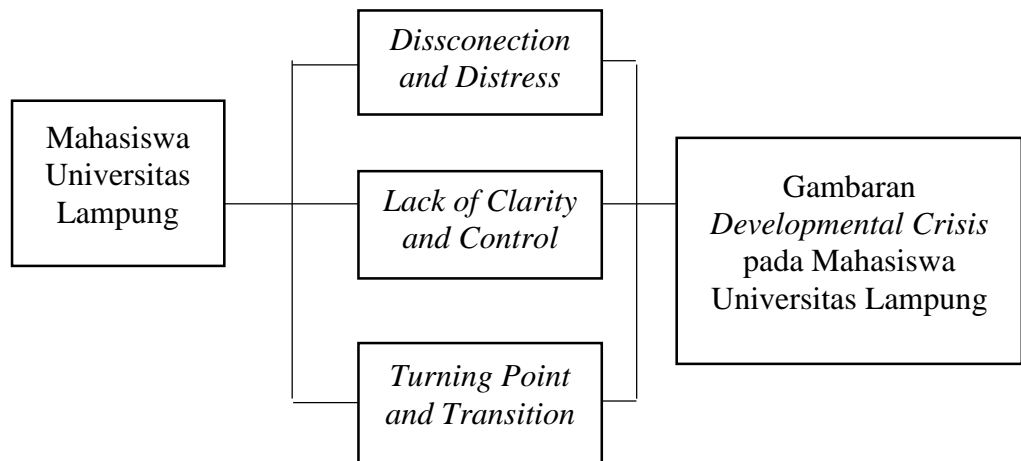 Mahasiswa
Universitas
Lampung
Dissconection
and Distress
Lack of Clarity
and Control
Turning Point
and Transition
Gambaran
Developmental Crisis
pada Mahasiswa
Universitas Lampung